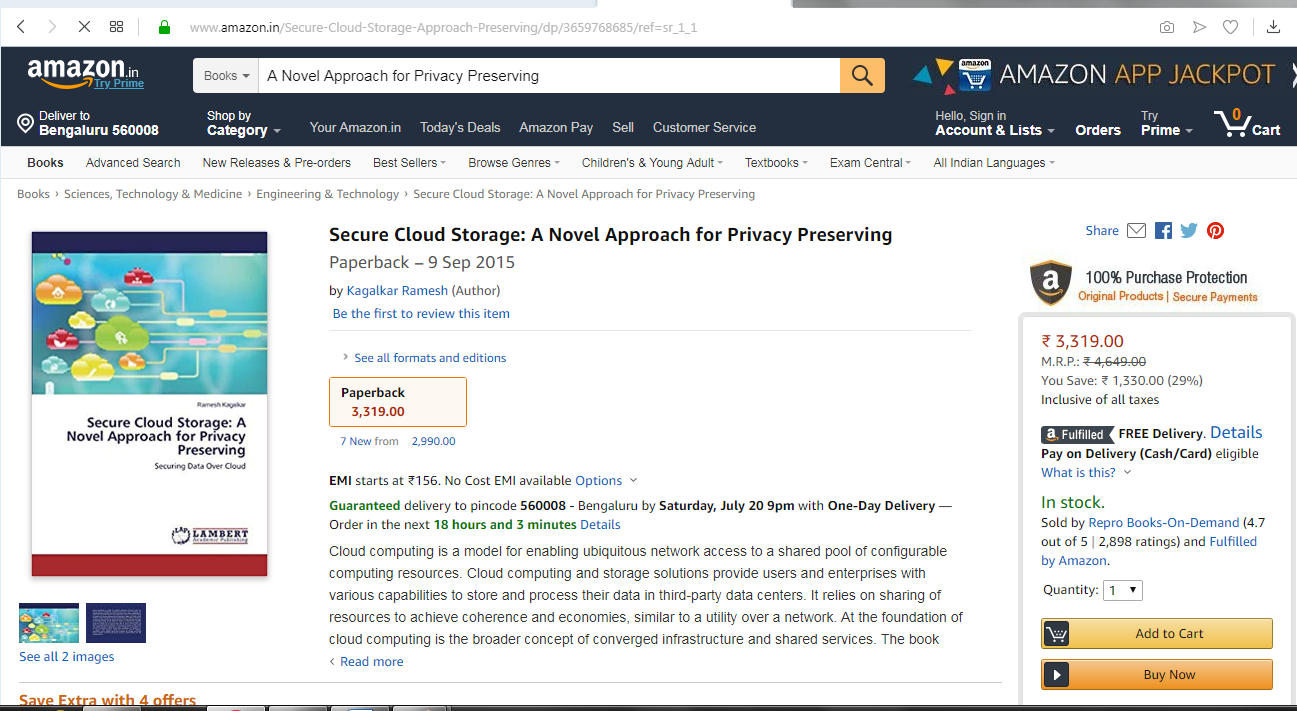 www.amazon.in/Secure-Cloud-Storage-Approach-Preserving/dp/3659768685/ref=sr_1_1
amazon.in
Try Prime
Books
A Novel Approach for Privacy Preserving
amazon
AMAZON APP JACKPOT
Deliver to
Bengaluru 560008
Shop by
Category
Your Amazon.in Today's Deals Amazon Pay Sell Customer Service
Hello, Sign in
Account & Lists
Orders
Try
Prime
0
Cart
Books Advanced Search New Releases & Pre-orders Best Sellers Browse Genres Children's & Young Adult Textbooks Exam Central All Indian Languages
Books › Sciences, Technology & Medicine › Engineering & Technology › Secure Cloud Storage: A Novel Approach for Privacy Preserving
Ramesh Kagalkar
Secure Cloud Storage: A
Novel Approach for Privacy
Preserving
Securing Data Over Cloud
LAP LAMBERT
Academic Publishing
See all 2 images
Secure Cloud Storage: A Novel Approach for Privacy Preserving
Paperback – 9 Sep 2015
by Kagalkar Ramesh (Author)
Be the first to review this item
› See all formats and editions
Paperback
3,319.00
7 New from 2,990.00
EMI starts at ₹156. No Cost EMI available Options
Guaranteed delivery to pincode 560008 - Bengaluru by Saturday, July 20 9pm with One-Day Delivery —
Order in the next 18 hours and 3 minutes Details
Cloud computing is a model for enabling ubiquitous network access to a shared pool of configurable
computing resources. Cloud computing and storage solutions provide users and enterprises with
various capabilities to store and process their data in third-party data centers. It relies on sharing of
resources to achieve coherence and economies, similar to a utility over a network. At the foundation of
cloud computing is the broader concept of converged infrastructure and shared services. The book
‹ Read more
Share
a 100% Purchase Protection
Original Products | Secure Payments
₹ 3,319.00
M.R.P.: ₹ 4,649.00
You Save: ₹ 1,330.00 (29%)
Inclusive of all taxes
a Fulfilled FREE Delivery. Details
Pay on Delivery (Cash/Card) eligible
What is this?
In stock.
Sold by Repro Books-On-Demand (4.7
out of 5 | 2,898 ratings) and Fulfilled
by Amazon.
Quantity: 1
Add to Cart
Buy Now
Save Extra with 4 offers